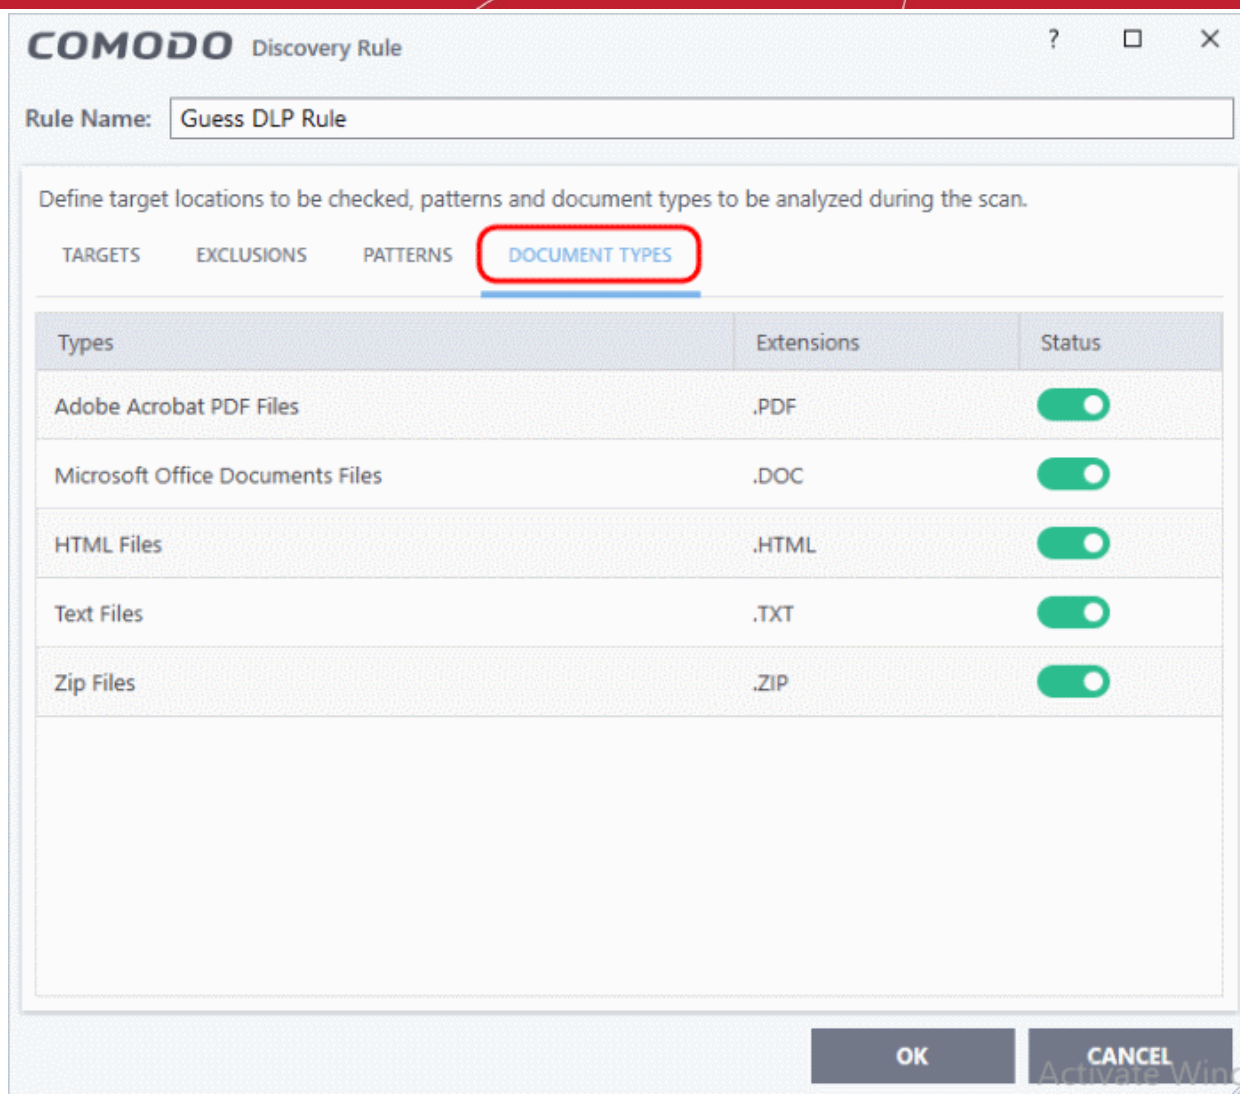 COMODO Discovery Rule ?
Rule Name: Guess DLP Rule
Define target locations to be checked, patterns and document types to be analyzed during the scan.
TARGETS EXCLUSIONS PATTERNS DOCUMENT TYPES
Types Extensions Status
Adobe Acrobat PDF Files .PDF
Microsoft Office Documents Files .DOC
HTML Files .HTML
Text Files .TXT
Zip Files .ZIP
OK CANCEL
Activate Wind